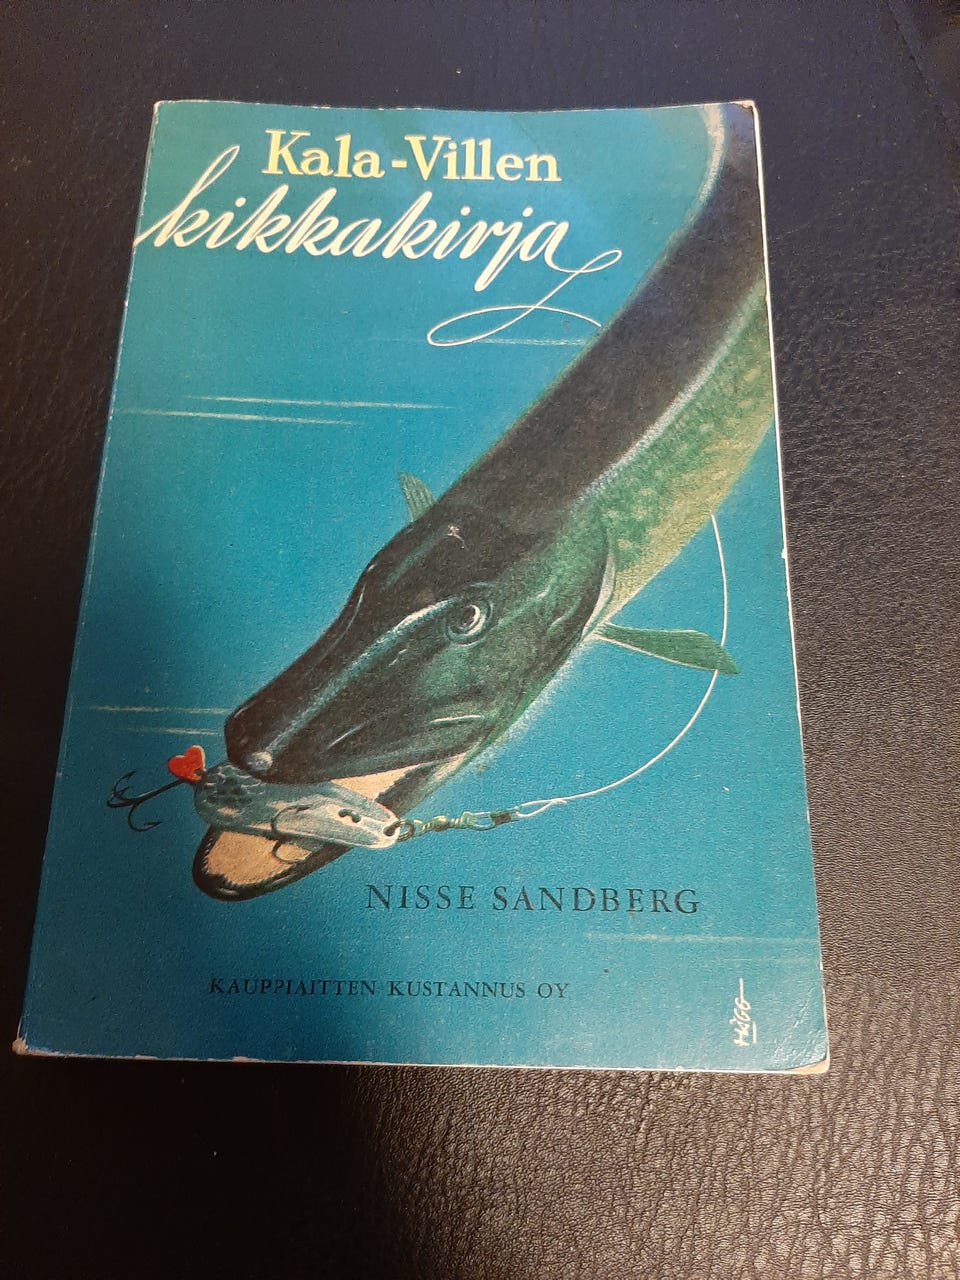 Kala-Villen
kikkakirja
NISSE SANDBERG
KAUPPIAITTEN KUSTANNUS OY